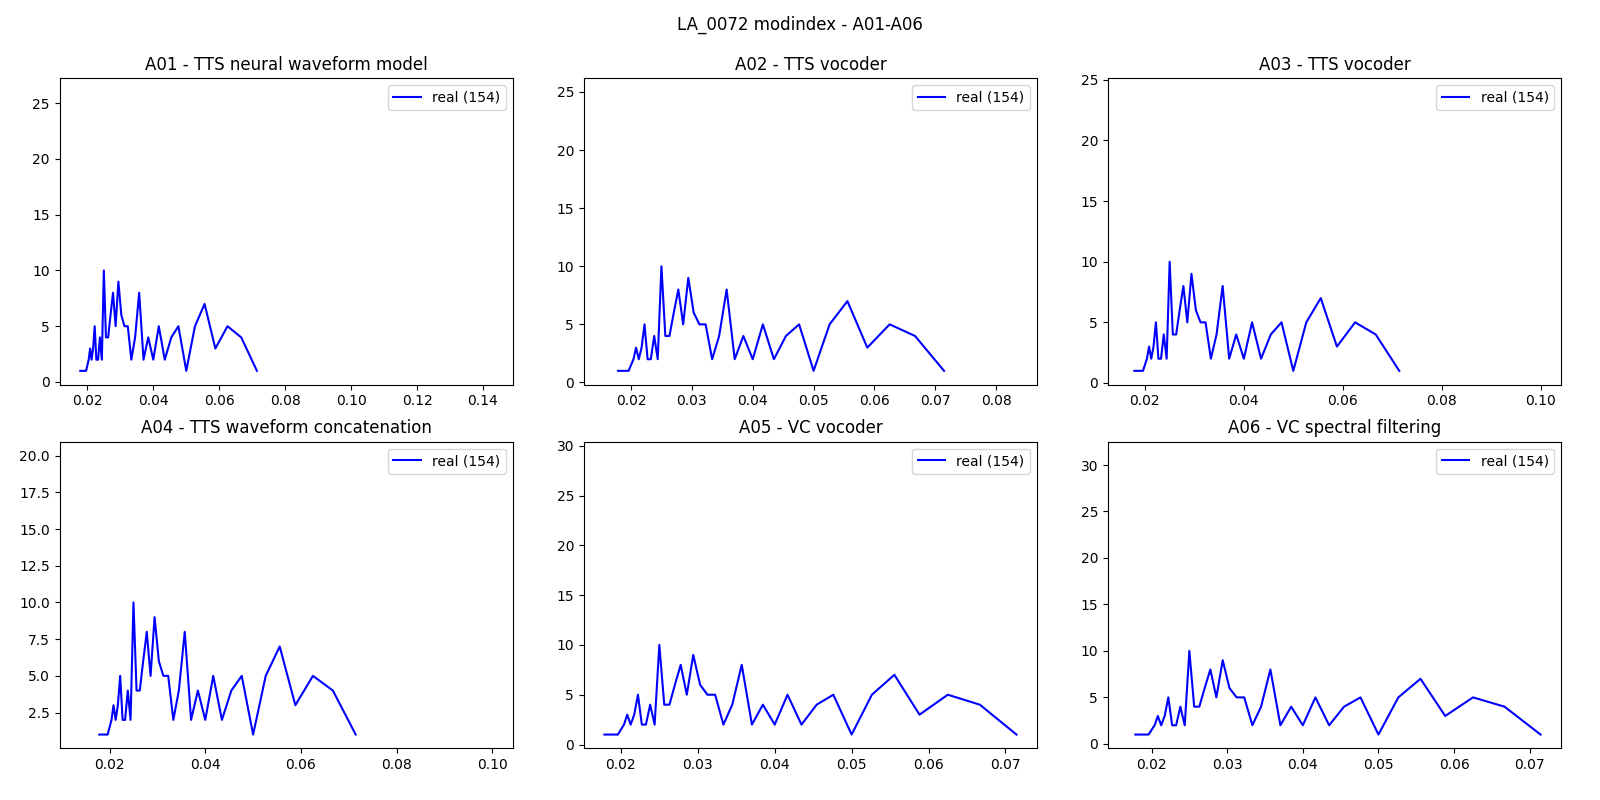 LA_0072 modindex - A01-A06
A01 - TTS neural waveform model
real (154)
25
20
15
10
5
0
0.02 0.04 0.06 0.08 0.10 0.12 0.14
A02 - TTS vocoder
real (154)
25
20
15
10
5
0
0.02 0.03 0.04 0.05 0.06 0.07 0.08
A03 - TTS vocoder
real (154)
25
20
15
10
5
0
0.02 0.04 0.06 0.08 0.10
A04 - TTS waveform concatenation
real (154)
20.0
17.5
15.0
12.5
10.0
7.5
5.0
2.5
0.02 0.04 0.06 0.08 0.10
A05 - VC vocoder
real (154)
30
25
20
15
10
5
0
0.02 0.03 0.04 0.05 0.06 0.07
A06 - VC spectral filtering
real (154)
30
25
20
15
10
5
0
0.02 0.03 0.04 0.05 0.06 0.07